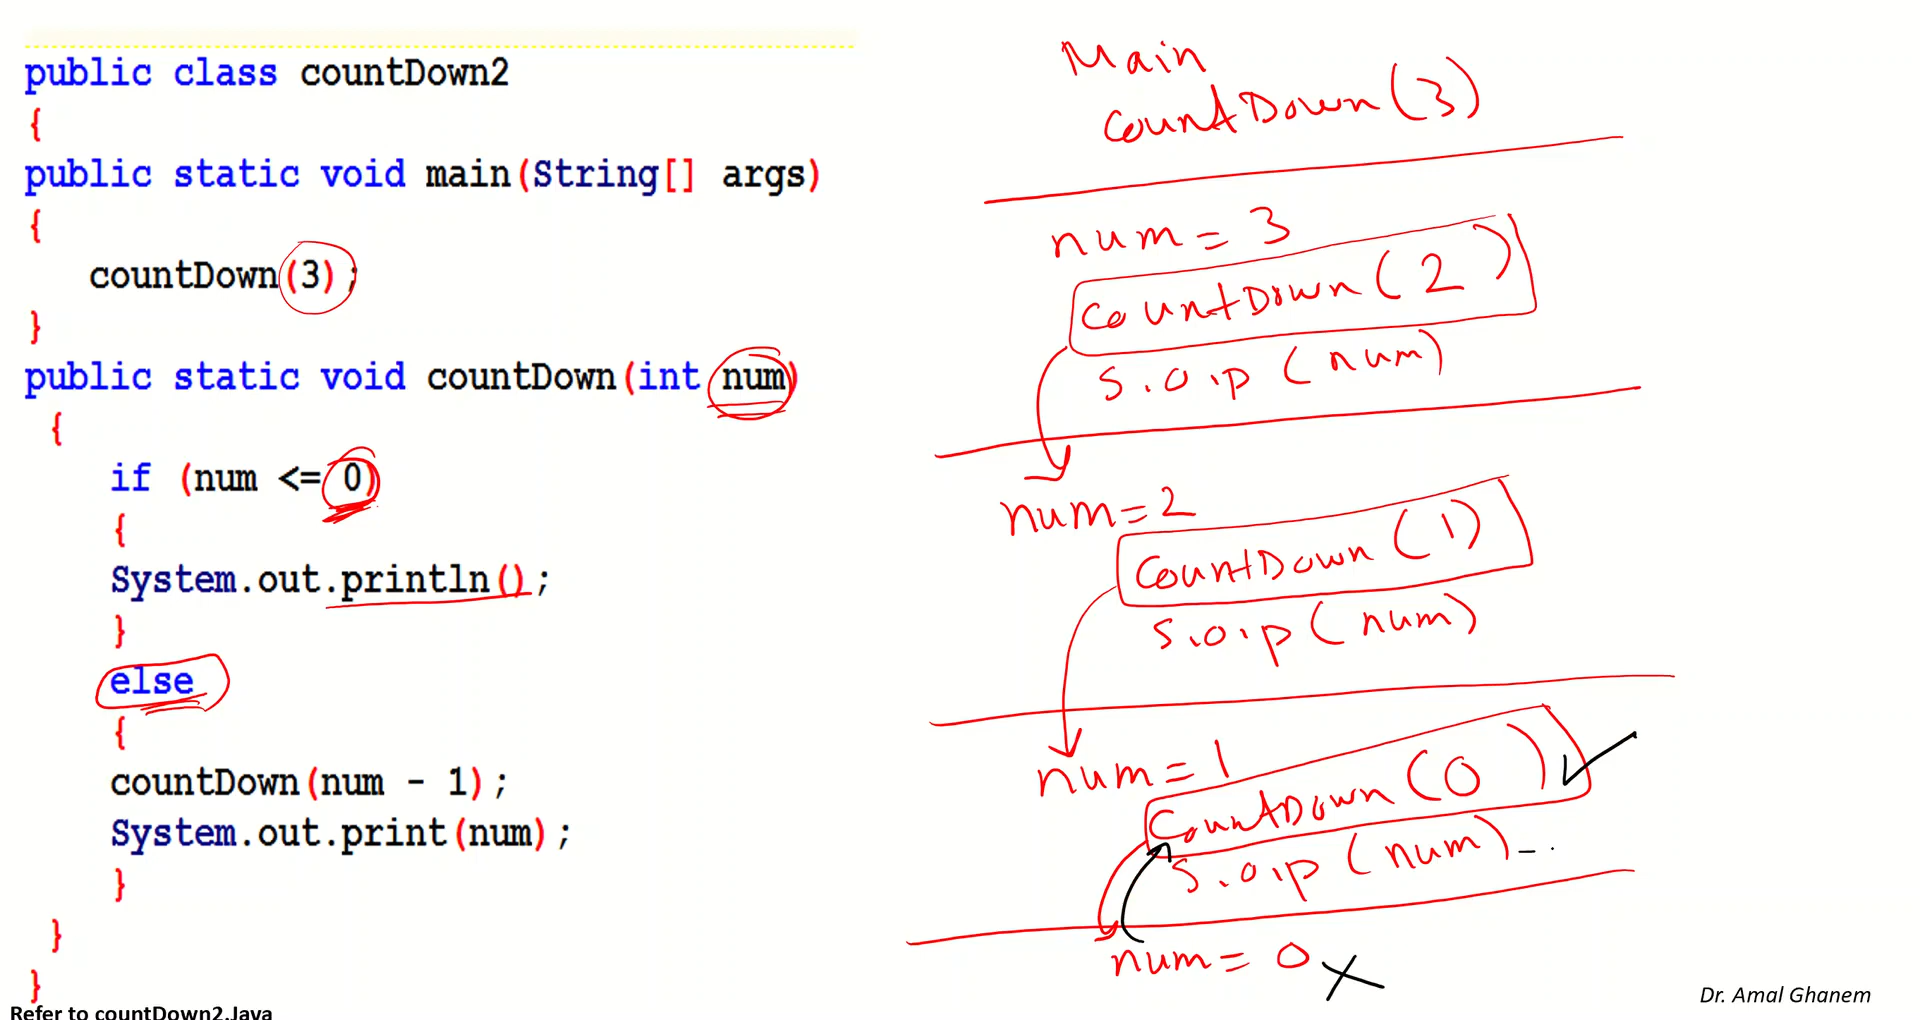 public class countDown2
{
public static void main(String[] args)
{
countDown(3);
}
public static void countDown(int num)
{
if (num <= 0)
{
System.out.println();
}
else
{
countDown(num - 1);
System.out.print(num);
}
}
}
Refer to countDown2.Java
Main
CountDown(3)
num = 3
CountDown(2)
S.o.p(num)
num=2
CountDown(1)
S.o.p(num)
num=1
CountDown(0)
S.o.p(num)
num=0
Dr. Amal Ghanem